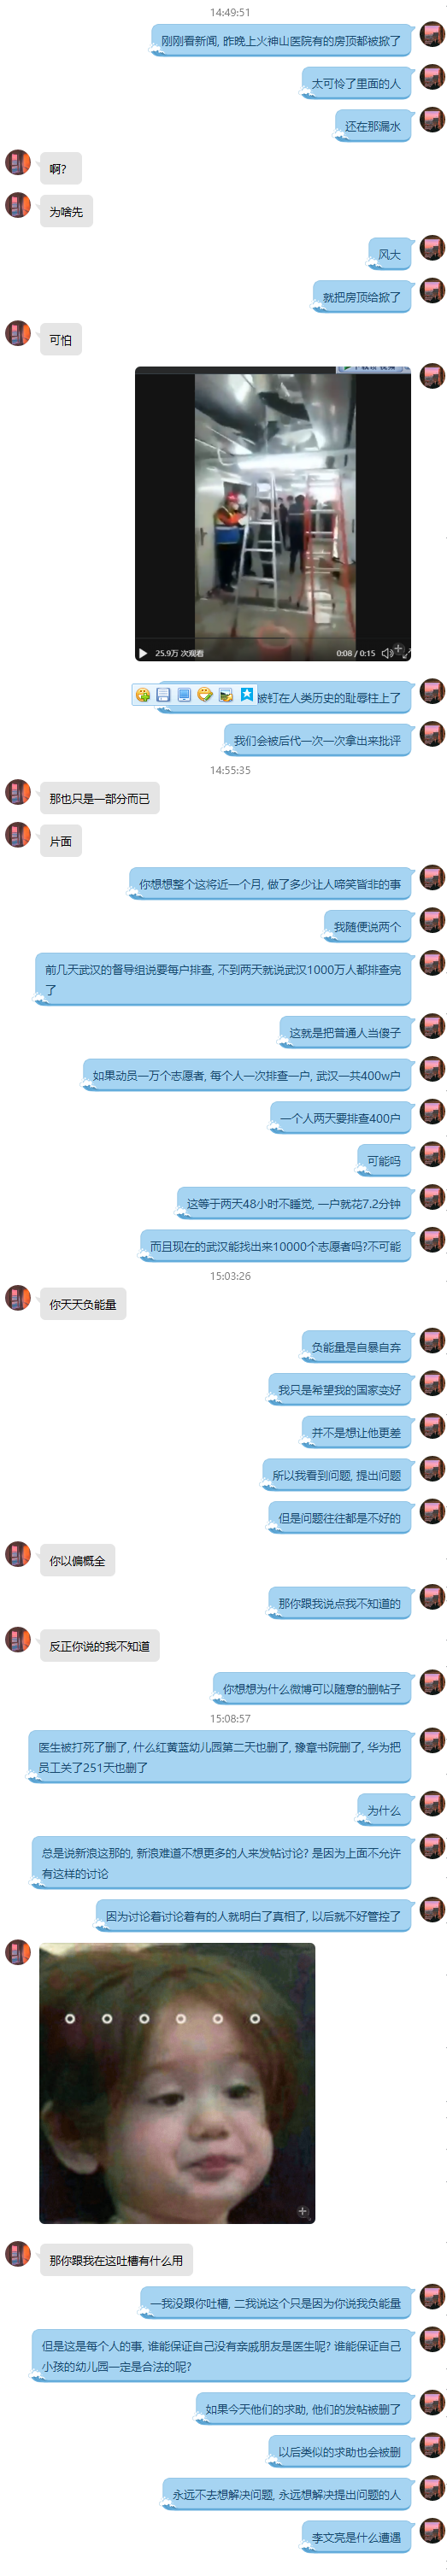 14:49:51
刚刚看新闻, 昨晚上火神山医院有的房顶都被掀了
太可怜了里面的人
还在那漏水
啊?
为啥先
风大
就把房顶给掀了
可怕
25.9万 次观看
0:08 / 0:15
被钉在人类历史的耻辱柱上了
我们会被后代一次一次拿出来批评
14:55:35
那也只是一部分而已
片面
你想想整个这将近一个月, 做了多少让人啼笑皆非的事
我随便说两个
前几天武汉的督导组说要每户排查, 不到两天就说武汉1000万人都排查完
了
这就是把普通人当傻子
如果动员一万个志愿者, 每个人一次排查一户, 武汉一共400w户
一个人两天要排查400户
可能吗
这等于两天48小时不睡觉, 一户就花7.2分钟
而且现在的武汉能找出来10000个志愿者吗?不可能
15:03:26
你天天负能量
负能量是自暴自弃
我只是希望我的国家变好
并不是想让他更差
所以我看到问题, 提出问题
但是问题往往都是不好的
你以偏概全
那你跟我说点我不知道的
反正你说的我不知道
你想想为什么微博可以随意的删帖子
15:08:57
医生被打死了删了, 什么红黄蓝幼儿园第二天也删了, 豫章书院删了, 华为把
员工关了251天也删了
为什么
总是说新浪这那的, 新浪难道不想更多的人来发帖讨论? 是因为上面不允许
有这样的讨论
因为讨论着讨论着有的人就明白了真相了, 以后就不好管控了
那你跟我在这吐槽有什么用
一我没跟你吐槽, 二我说这个只是因为你说我负能量
但是这是每个人的事, 谁能保证自己没有亲戚朋友是医生呢? 谁能保证自己
小孩的幼儿园一定是合法的呢?
如果今天他们的求助, 他们的发帖被删了
以后类似的求助也会被删
永远不去想解决问题, 永远想解决提出问题的人
李文亮是什么遭遇